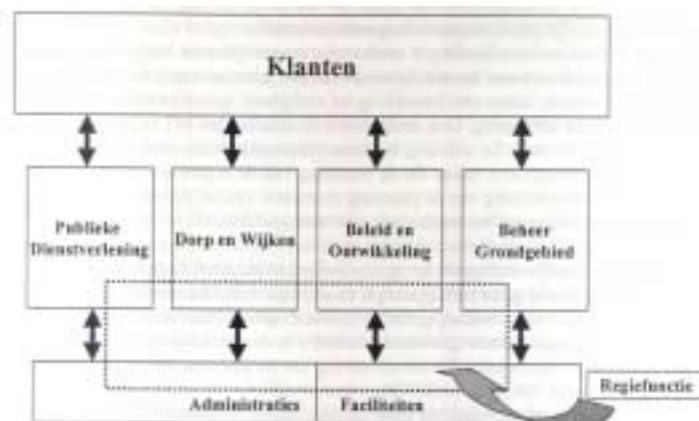 Klanten
Publieke
Dienstverlening
Dorp en Wijken
Beleid en
Ontwikkeling
Beheer
Grondgebied
Administraties
Faciliteiten
Regiefunctie